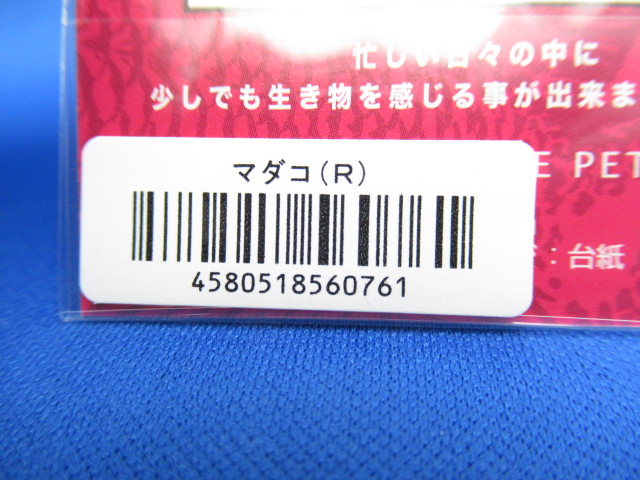 忙しい日々の中に
少しでも生き物を感じる事が出来ま
マダコ(R)
E PET
4580518560761
：台紙